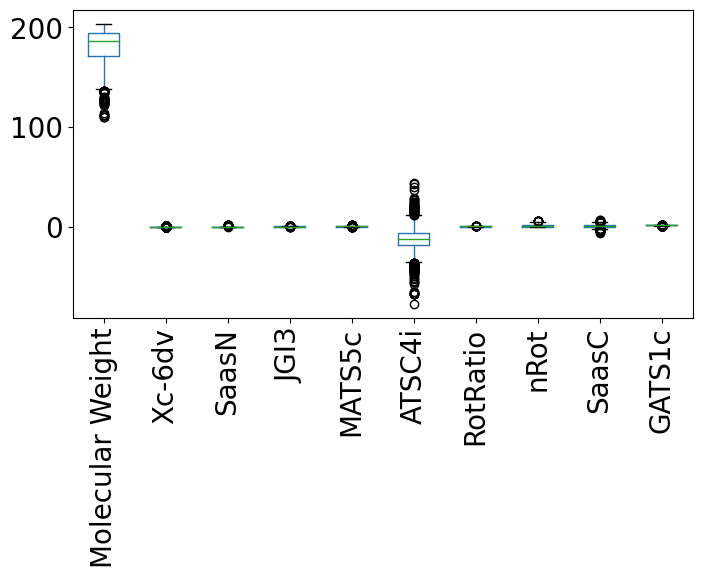 200
100
0
Molecular Weight
Xc-6dv
SaasN
JGI3
MATS5c
ATSC4i
RotRatio
nRot
SaasC
GATS1c